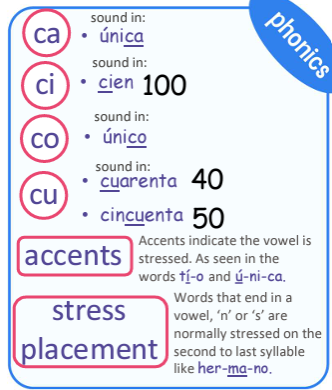 phonics
ca
sound in:
• única
ci
sound in:
• cien 100
co
sound in:
• único
cu
sound in:
• cuarenta 40
• cincuenta 50
accents
Accents indicate the vowel is
stressed. As seen in the
words tí-o and ú-ni-ca.
stress
placement
Words that end in a
vowel, ‘n’ or ‘s’ are
normally stressed on the
second to last syllable
like her-ma-no.